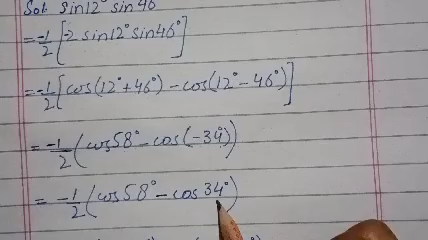 Sol. sin12° sin46°
= -1/2 [-2 sin12° sin46°]
= -1/2 [cos(12°+46°) - cos(12°-46°)]
= -1/2 (cos58° - cos(-34°))
= -1/2 (cos58° - cos34°)